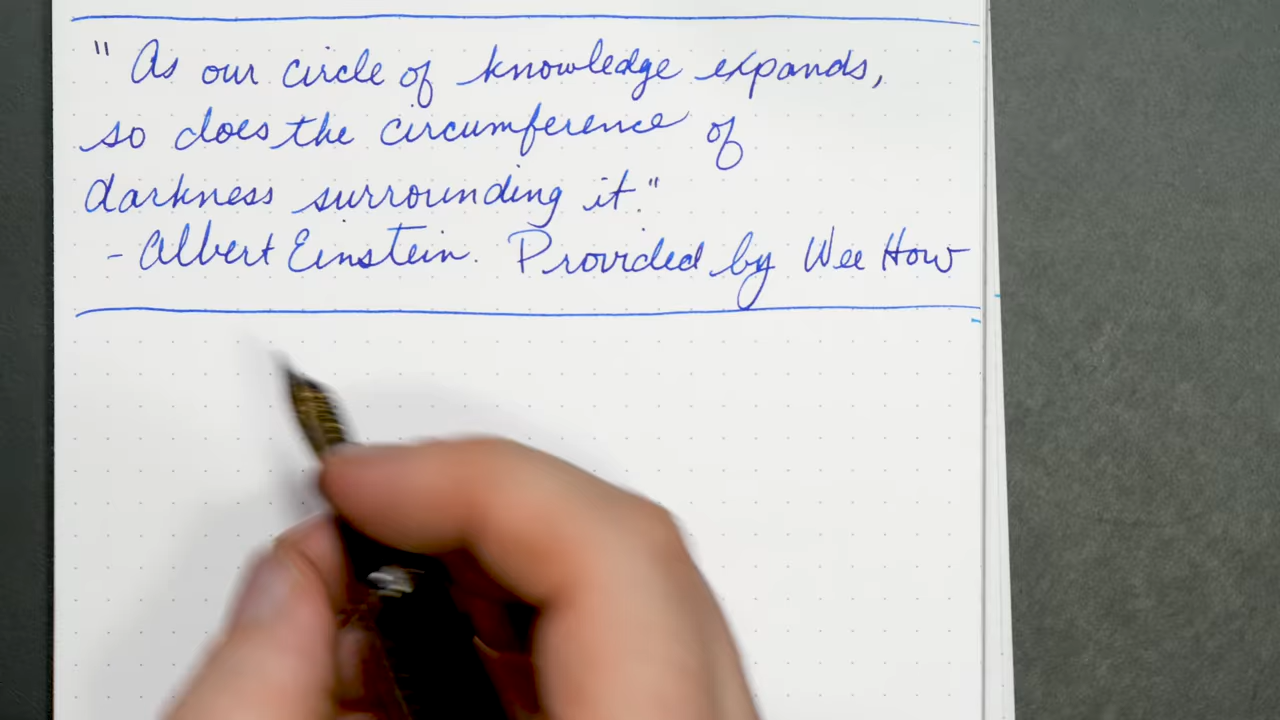 " As our circle of knowledge expands,
so does the circumference of
darkness surrounding it."
- Albert Einstein. Provided by Wee How